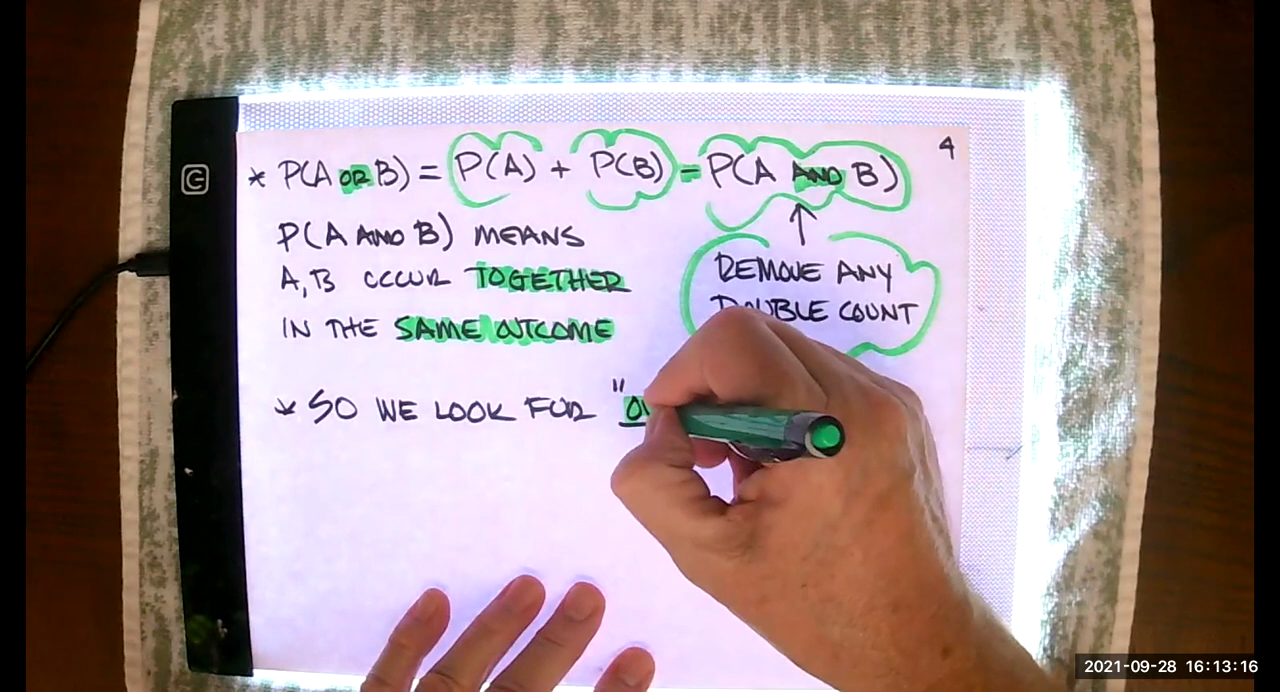 * P(A OR B) = P(A) + P(B) = P(A AND B)
4
P(A AND B) MEANS
A, B OCCUR TOGETHER
IN THE SAME OUTCOME
REMOVE ANY
DOUBLE COUNT
* SO WE LOOK FOR "
2021-09-28 16:13:16